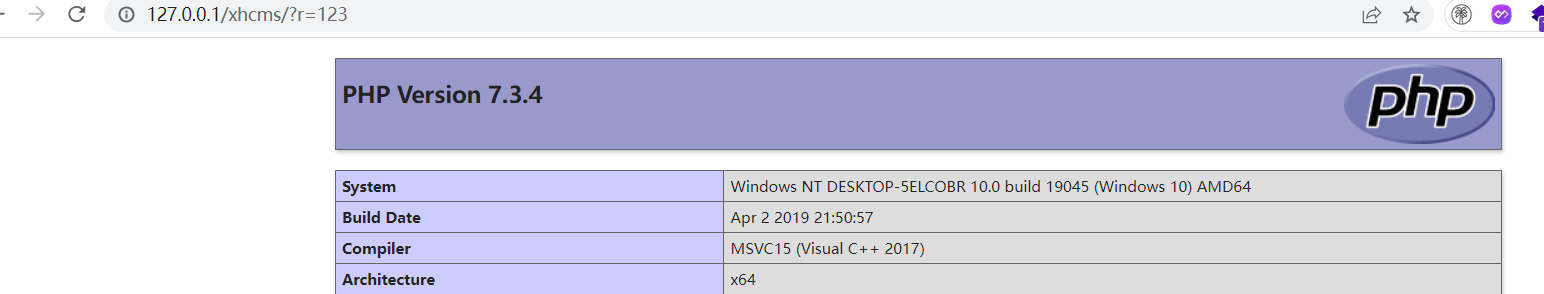 127.0.0.1/xhcms/?r=123
PHP Version 7.3.4
php
System Windows NT DESKTOP-5ELCOBR 10.0 build 19045 (Windows 10) AMD64
Build Date Apr 2 2019 21:50:57
Compiler MSVC15 (Visual C++ 2017)
Architecture x64